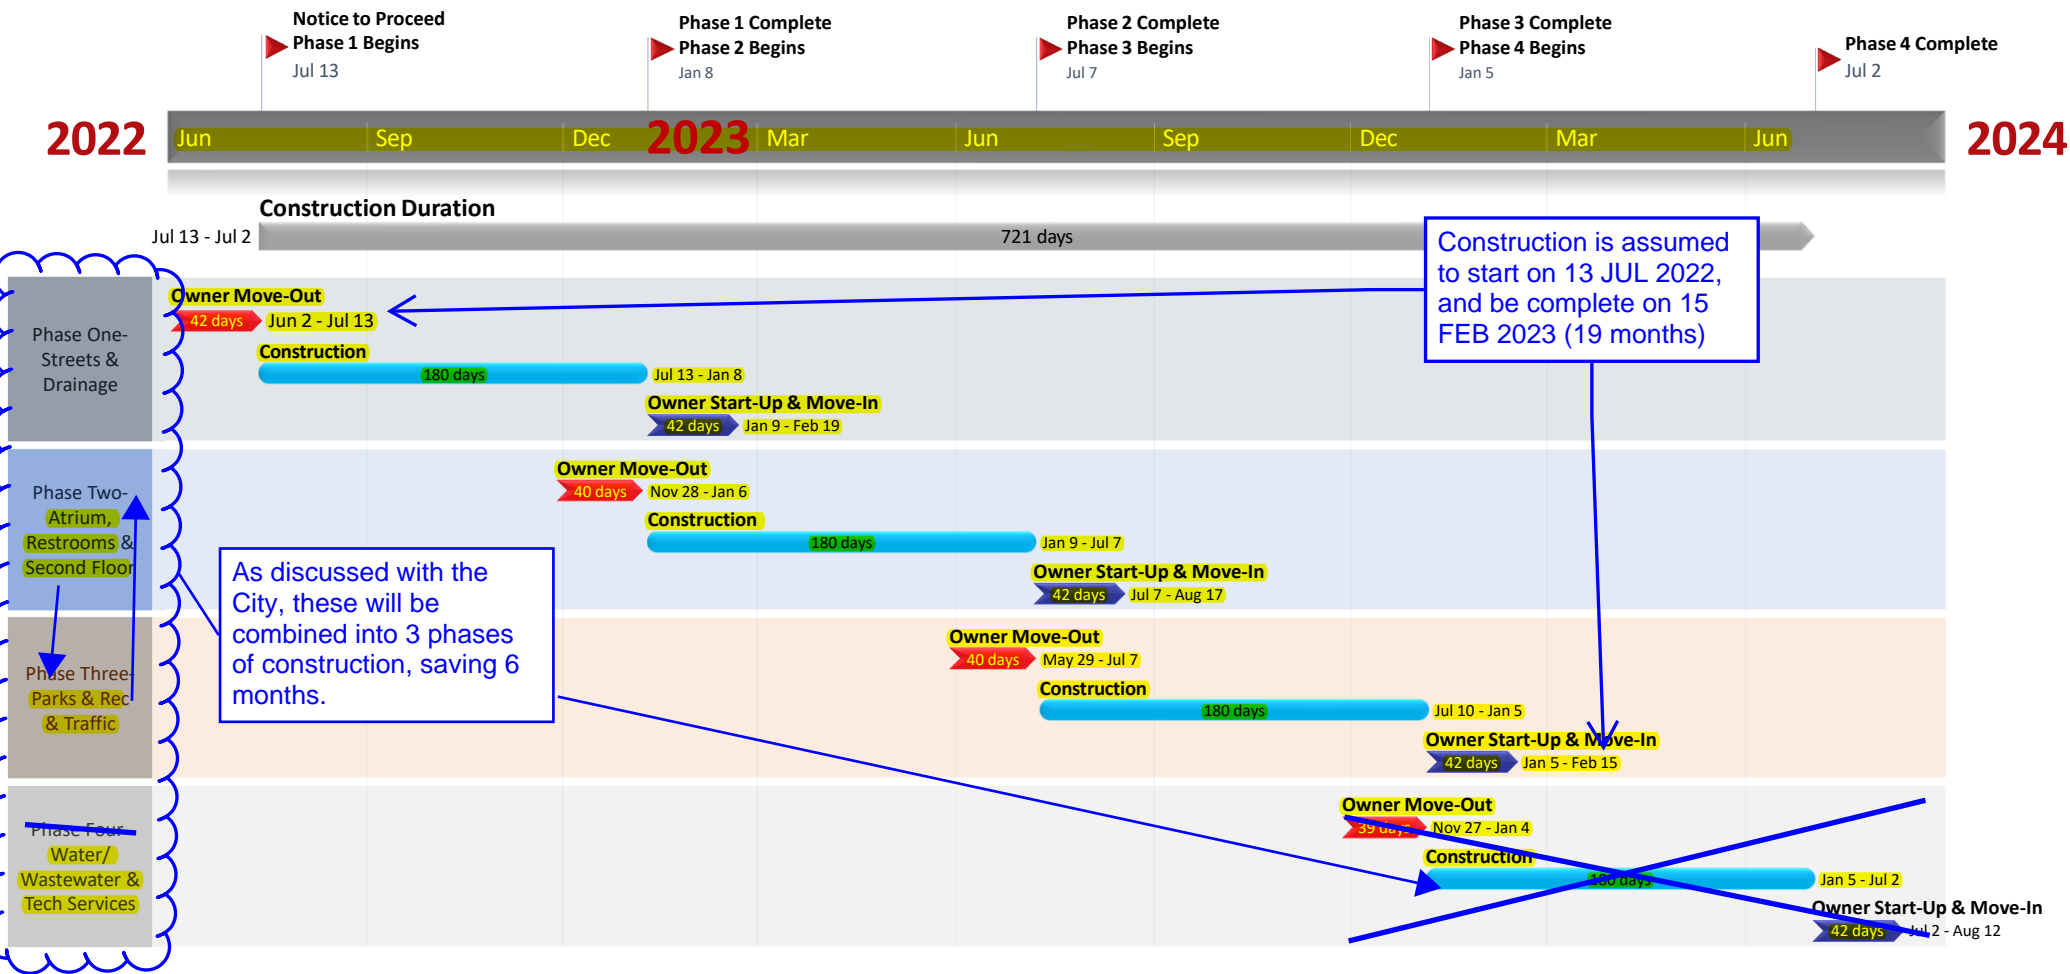 Notice to Proceed
Phase 1 Begins
Jul 13
Phase 1 Complete
Phase 2 Begins
Jan 8
Phase 2 Complete
Phase 3 Begins
Jul 7
Phase 3 Complete
Phase 4 Begins
Jan 5
Phase 4 Complete
Jul 2
2022
Jun
Sep
Dec
2023
Mar
Jun
Sep
Dec
Mar
Jun
2024
Construction Duration
Jul 13 - Jul 2
721 days
Construction is assumed
to start on 13 JUL 2022,
and be complete on 15
FEB 2023 (19 months)
Phase One-
Streets &
Drainage
Owner Move-Out
42 days
Jun 2 - Jul 13
Construction
180 days
Jul 13 - Jan 8
Owner Start-Up & Move-In
42 days
Jan 9 - Feb 19
Phase Two-
Atrium,
Restrooms &
Second Floor
Owner Move-Out
40 days
Nov 28 - Jan 6
Construction
180 days
Jan 9 - Jul 7
Owner Start-Up & Move-In
42 days
Jul 7 - Aug 17
As discussed with the
City, these will be
combined into 3 phases
of construction, saving 6
months.
Phase Three-
Parks & Rec
& Traffic
Owner Move-Out
40 days
May 29 - Jul 7
Construction
180 days
Jul 10 - Jan 5
Owner Start-Up & Move-In
42 days
Jan 5 - Feb 15
Phase Four-
Water/
Wastewater &
Tech Services
Owner Move-Out
39 days
Nov 27 - Jan 4
Construction
180 days
Jan 5 - Jul 2
Owner Start-Up & Move-In
42 days
Jul 2 - Aug 12